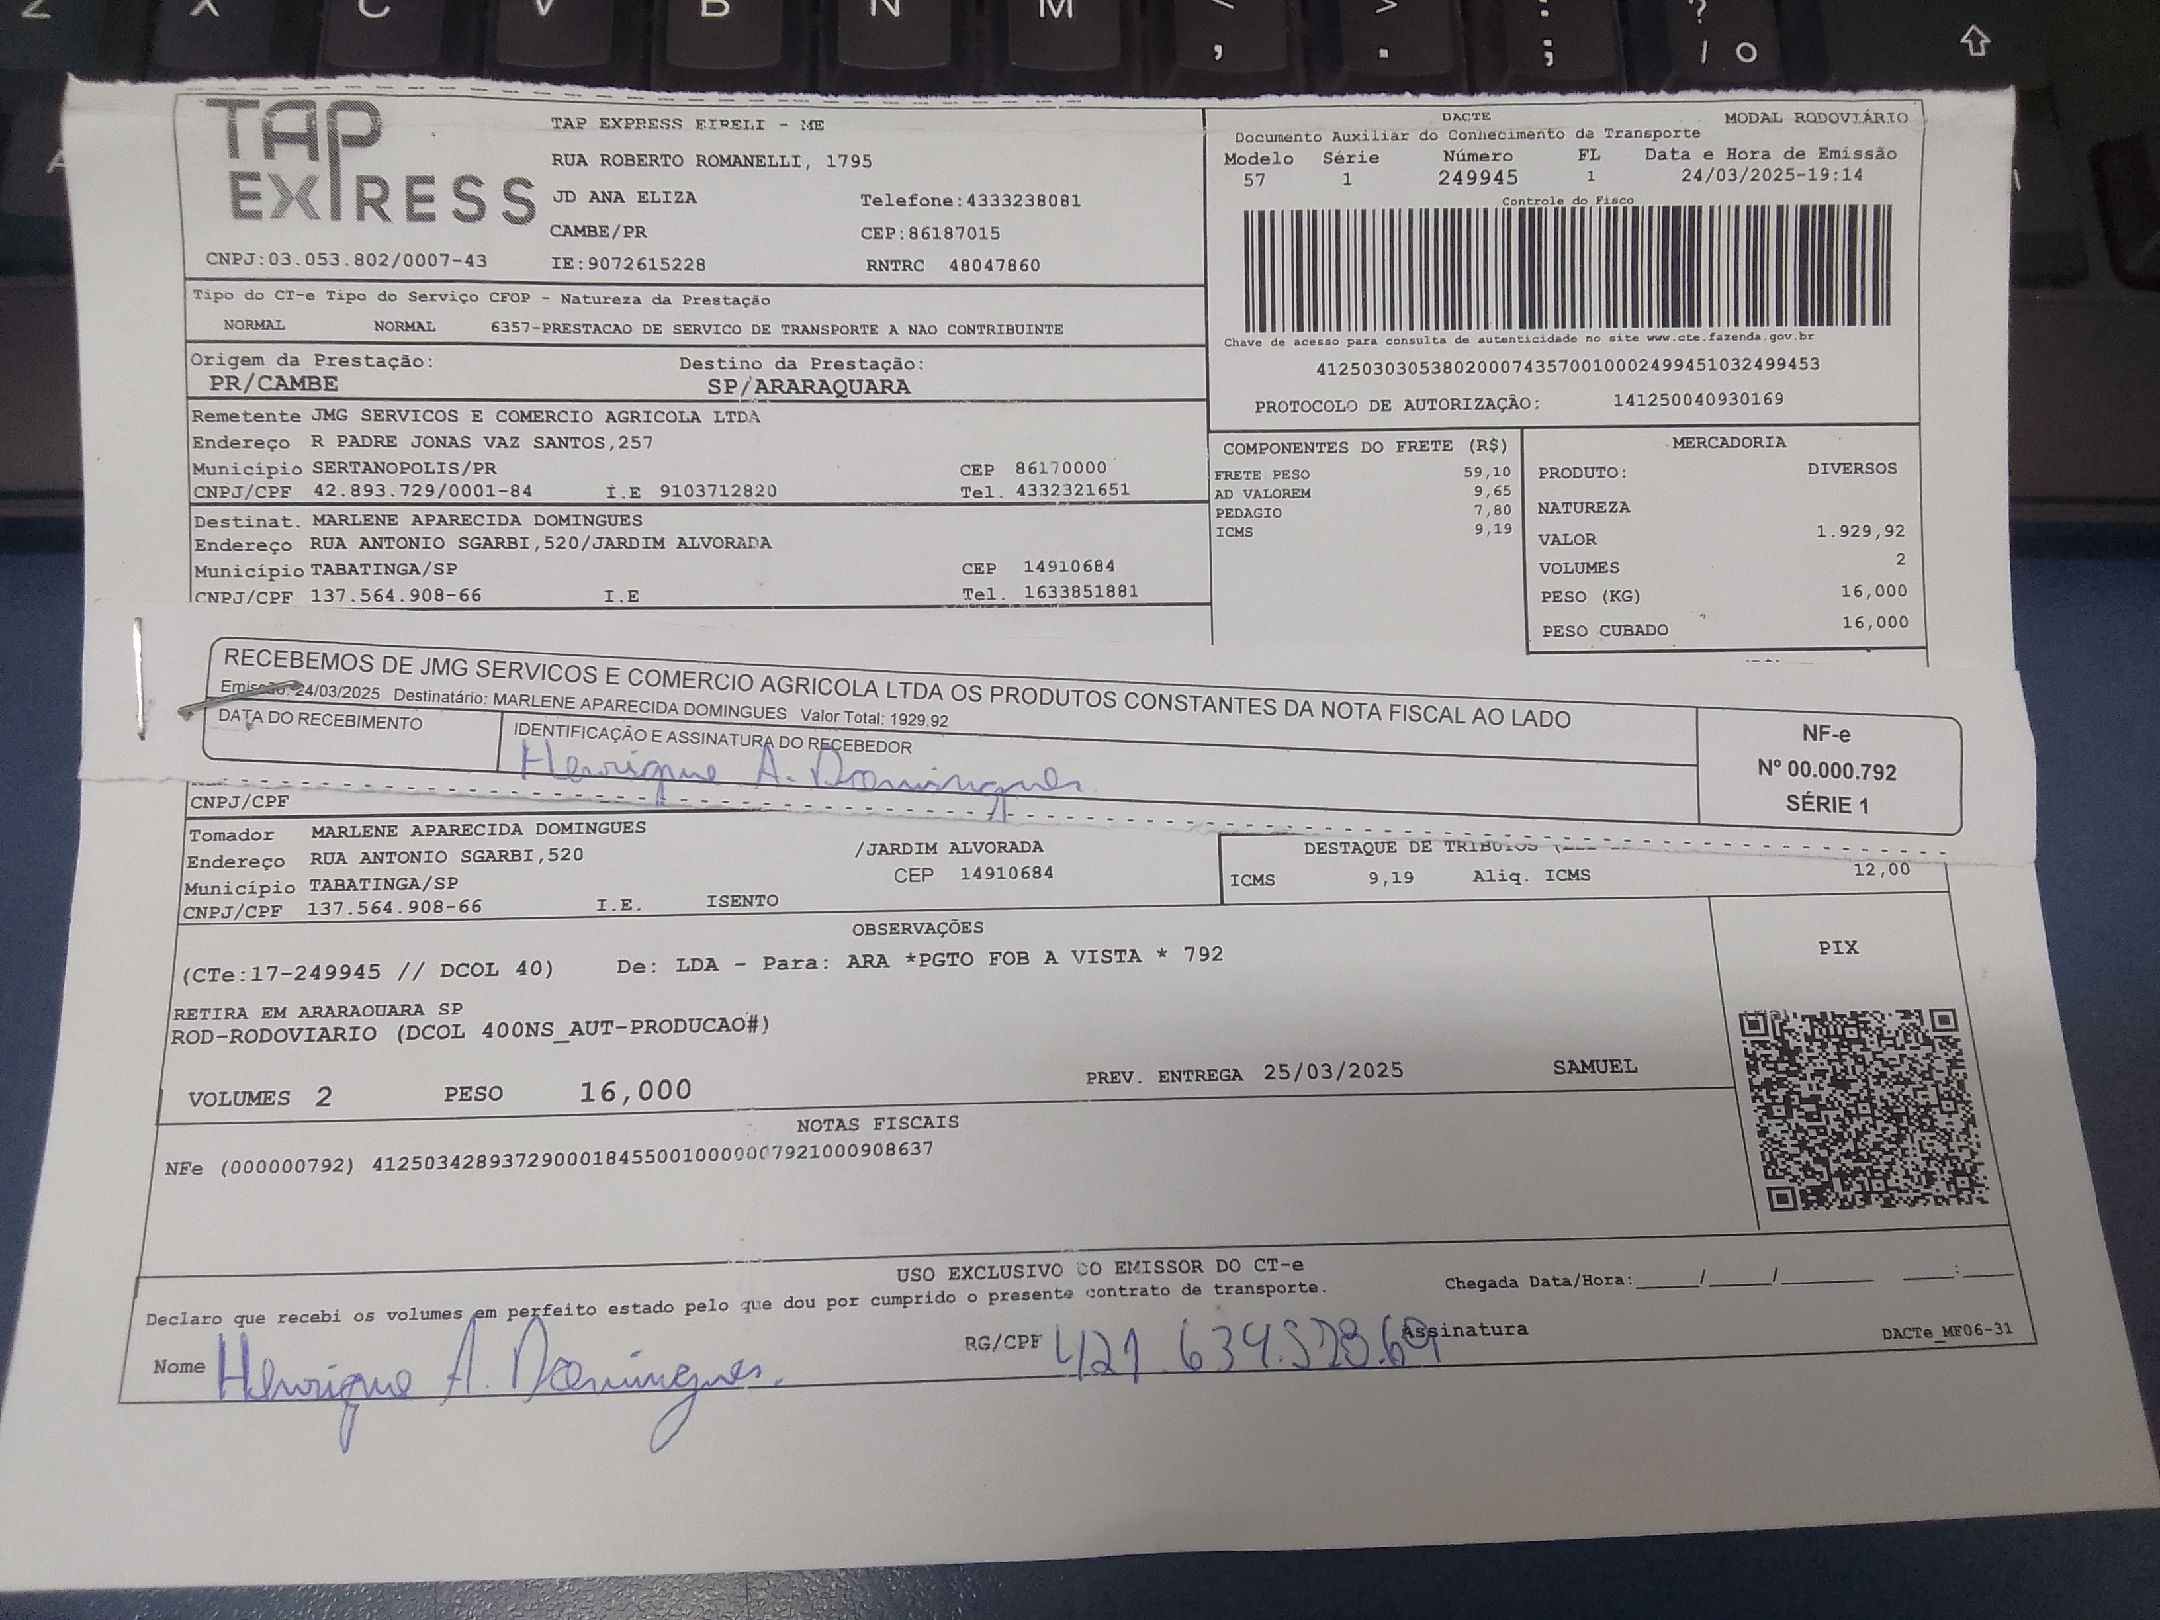 Z X C V B N M < , > . : ; ? / °
TAP EXPRESS
TAP EXPRESS EIRELI - ME
RUA ROBERTO ROMANELLI, 1795
JD ANA ELIZA Telefone:4333238081
CAMBE/PR CEP:86187015
CNPJ:03.053.802/0007-43 IE:9072615228 RNTRC 48047860
DACTE MODAL RODOVIÁRIO
Documento Auxiliar do Conhecimento da Transporte
Modelo Série Número FL Data e Hora de Emissão
57 1 249945 1 24/03/2025-19:14
Controle do Fisco
Chave de acesso para consulta de autenticidade no site www.cte.fazenda.gov.br
41250303053802000743570010002499451032499453
PROTOCOLO DE AUTORIZAÇÃO: 141250040930169
Tipo do CT-e Tipo do Serviço CFOP - Natureza da Prestação
NORMAL NORMAL 6357-PRESTACAO DE SERVICO DE TRANSPORTE A NAO CONTRIBUINTE
Origem da Prestação: Destino da Prestação:
PR/CAMBE SP/ARARAQUARA
Remetente JMG SERVICOS E COMERCIO AGRICOLA LTDA
Endereço R PADRE JONAS VAZ SANTOS,257
Município SERTANOPOLIS/PR CEP 86170000
CNPJ/CPF 42.893.729/0001-84 I.E 9103712820 Tel. 4332321651
Destinat. MARLENE APARECIDA DOMINGUES
Endereço RUA ANTONIO SGARBI,520/JARDIM ALVORADA
Município TABATINGA/SP CEP 14910684
CNPJ/CPF 137.564.908-66 I.E Tel. 1633851881
COMPONENTES DO FRETE (R$)
FRETE PESO 59,10
AD VALOREM 9,65
PEDAGIO 7,80
ICMS 9,19
MERCADORIA
PRODUTO: DIVERSOS
NATUREZA
VALOR 1.929,92
VOLUMES 2
PESO (KG) 16,000
PESO CUBADO 16,000
RECEBEMOS DE JMG SERVICOS E COMERCIO AGRICOLA LTDA OS PRODUTOS CONSTANTES DA NOTA FISCAL AO LADO
Emissão: 24/03/2025 Destinatário: MARLENE APARECIDA DOMINGUES Valor Total: 1929.92
DATA DO RECEBIMENTO IDENTIFICAÇÃO E ASSINATURA DO RECEBEDOR
Henrique A. Domingues
NF-e
Nº 00.000.792
SÉRIE 1
CNPJ/CPF
Tomador MARLENE APARECIDA DOMINGUES
Endereço RUA ANTONIO SGARBI,520 /JARDIM ALVORADA
Município TABATINGA/SP CEP 14910684
CNPJ/CPF 137.564.908-66 I.E. ISENTO
DESTAQUE DE TRIBUTOS
ICMS 9,19 Aliq. ICMS 12,00
OBSERVAÇÕES
(CTe:17-249945 // DCOL 40) De: LDA - Para: ARA *PGTO FOB A VISTA * 792
RETIRA EM ARARAQUARA SP
ROD-RODOVIARIO (DCOL 400NS_AUT-PRODUCAO#)
VOLUMES 2 PESO 16,000 PREV. ENTREGA 25/03/2025 SAMUEL
PIX
NOTAS FISCAIS
NFe (000000792) 41250342893729000184550010000007921000908637
USO EXCLUSIVO DO EMISSOR DO CT-e
Declaro que recebi os volumes em perfeito estado pelo que dou por cumprido o presente contrato de transporte. Chegada Data/Hora:_____/_____/_______ ____:____
Nome Henrique A. Domingues. RG/CPF 421.634.528.69 Assinatura DACTe_MF06-31